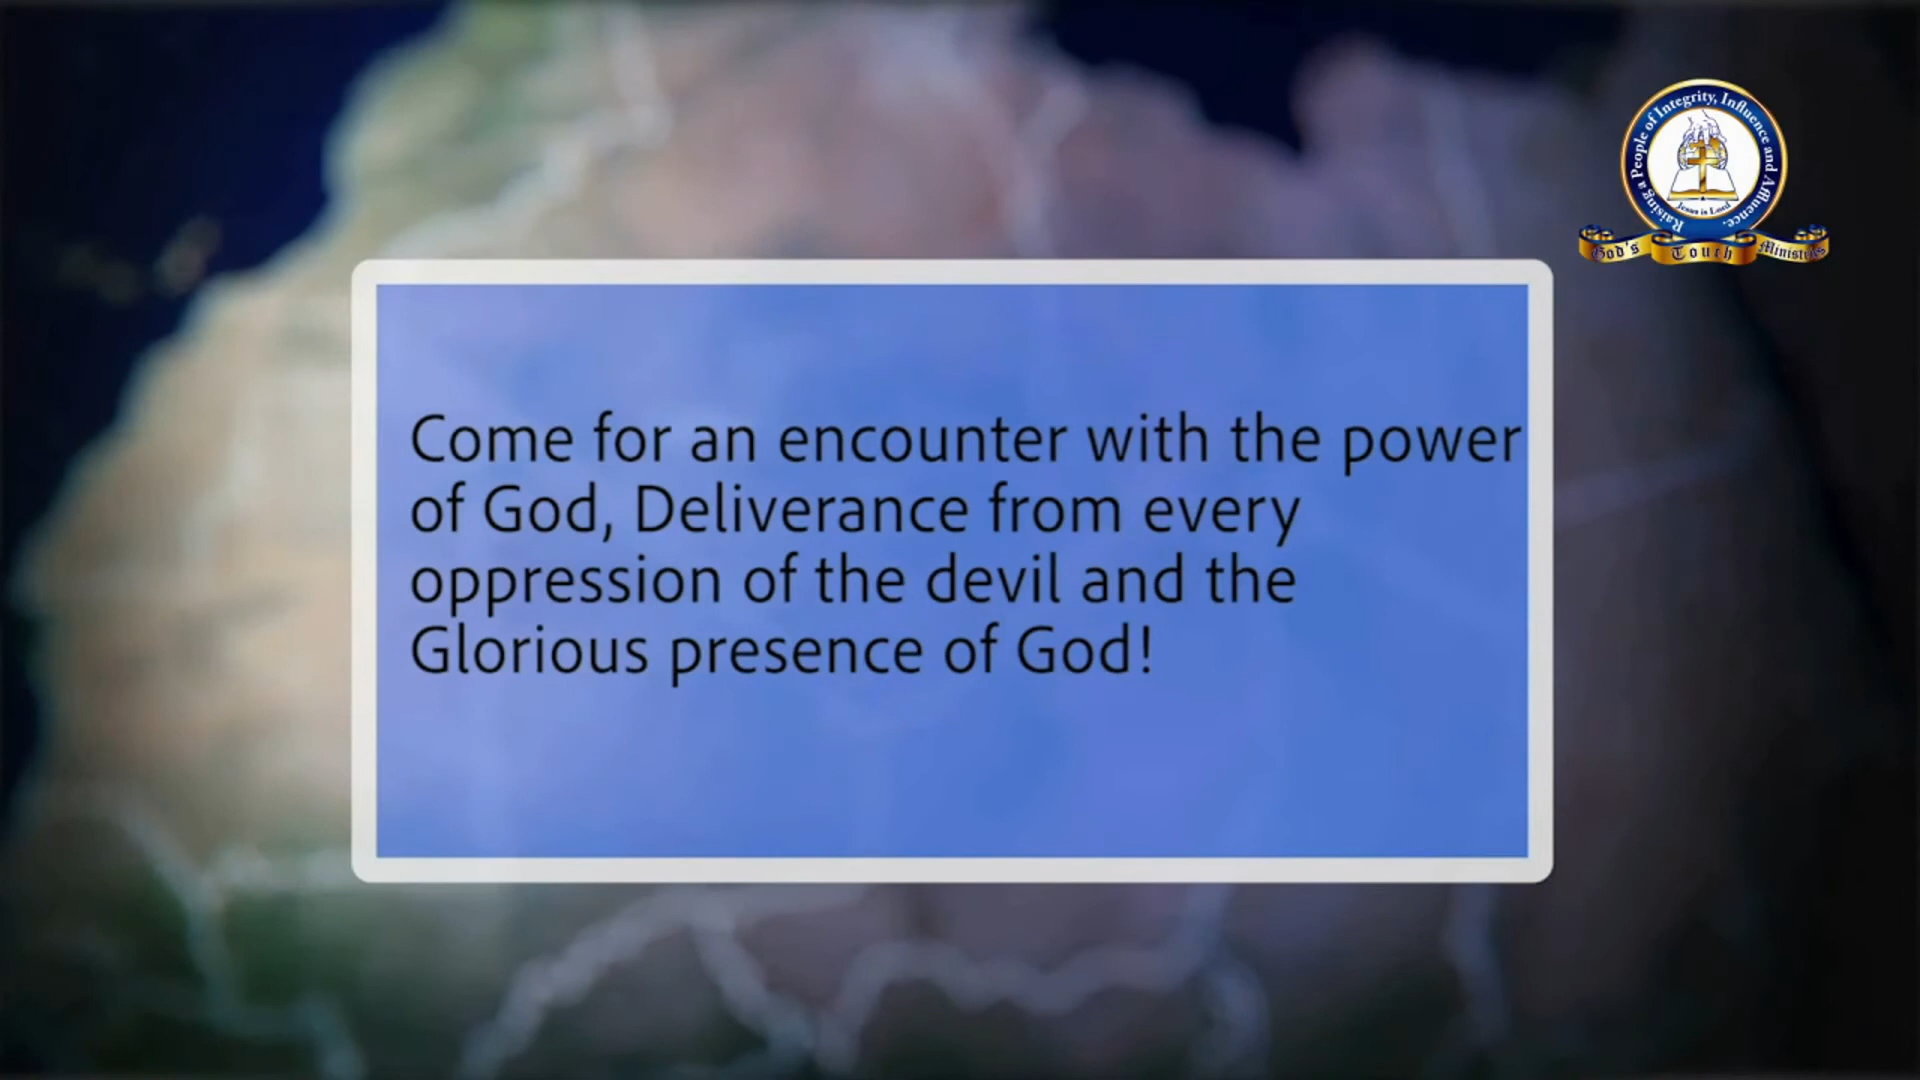 Raising a People of Integrity, Influence and Affluence.
Jesus is Lord
God's Touch Ministries
Come for an encounter with the power
of God, Deliverance from every
oppression of the devil and the
Glorious presence of God!